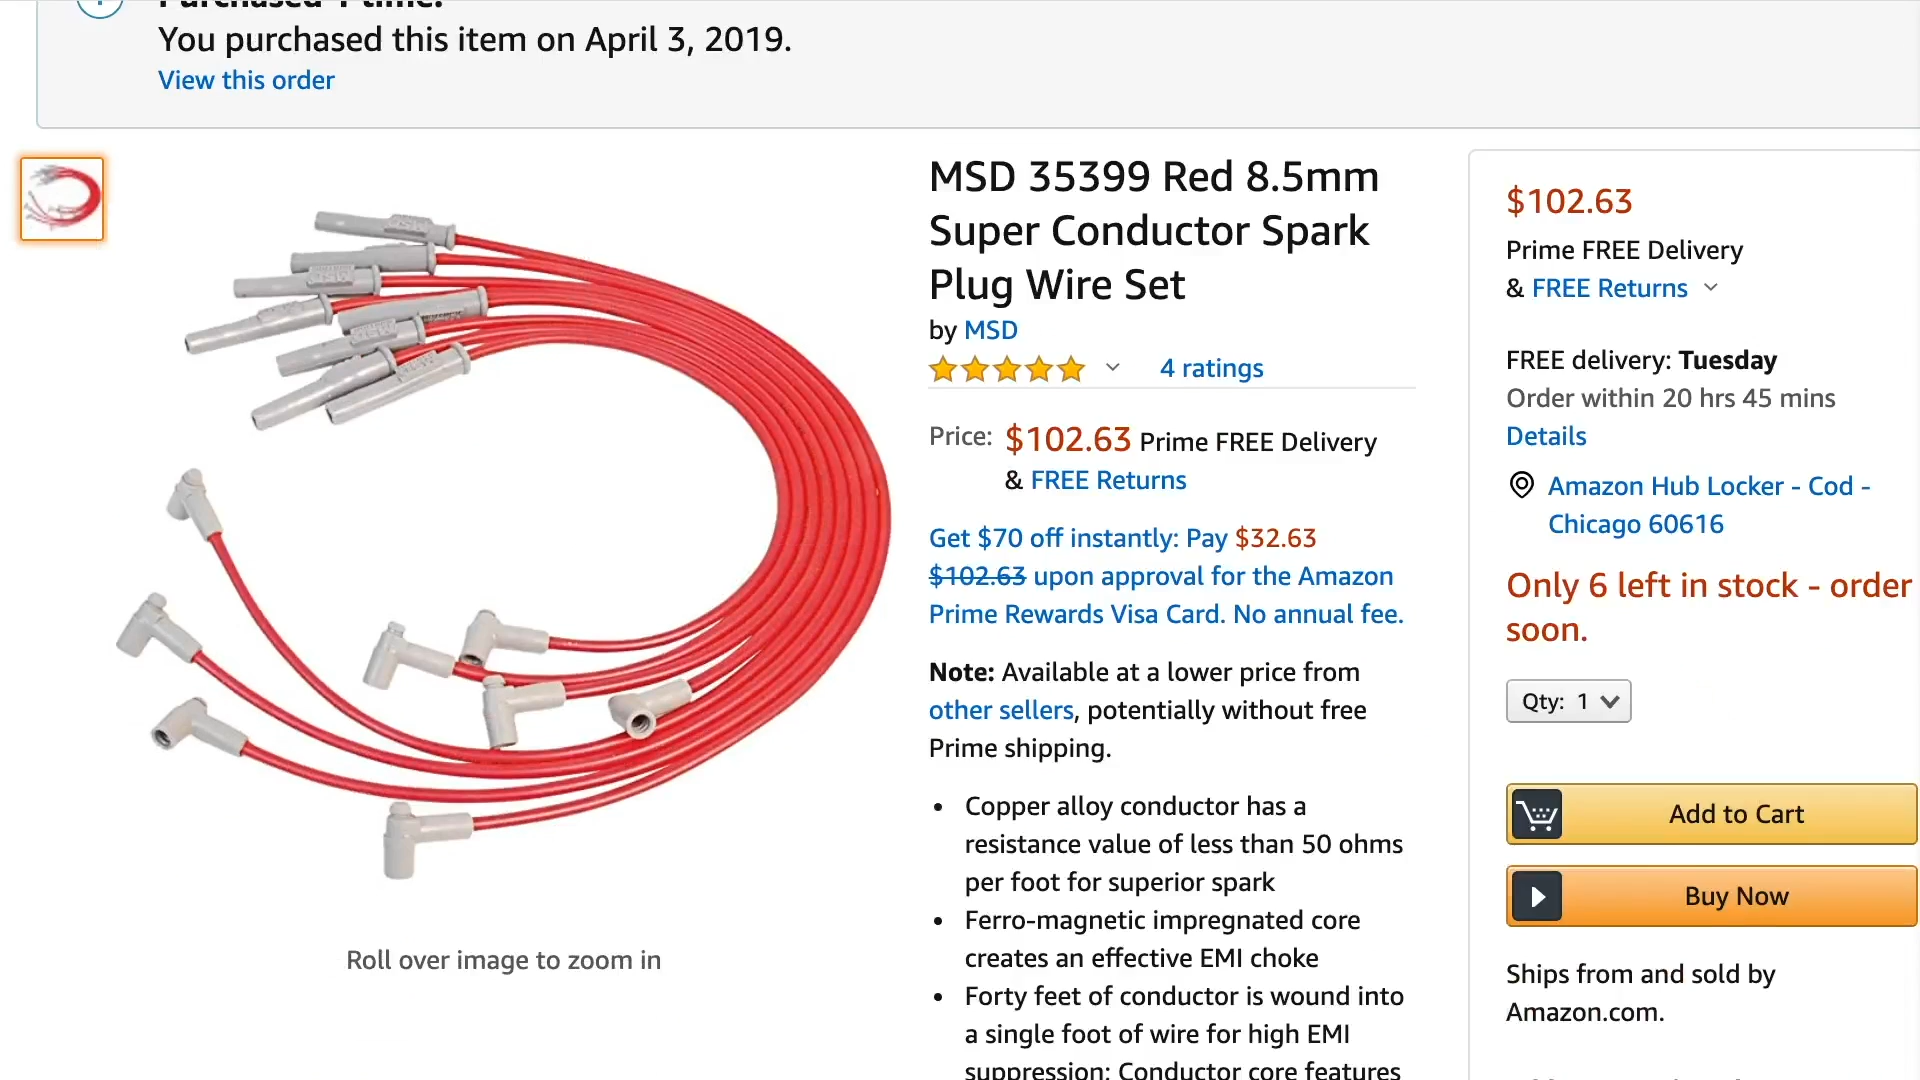 Purchased 1 time.
You purchased this item on April 3, 2019.
View this order
MSD 35399 Red 8.5mm
Super Conductor Spark
Plug Wire Set
by MSD
4 ratings
Price: $102.63 Prime FREE Delivery
& FREE Returns
Get $70 off instantly: Pay $32.63
$102.63 upon approval for the Amazon
Prime Rewards Visa Card. No annual fee.
Note: Available at a lower price from
other sellers, potentially without free
Prime shipping.
• Copper alloy conductor has a
resistance value of less than 50 ohms
per foot for superior spark
• Ferro-magnetic impregnated core
creates an effective EMI choke
• Forty feet of conductor is wound into
a single foot of wire for high EMI
suppression; Conductor core features
Roll over image to zoom in
$102.63
Prime FREE Delivery
& FREE Returns
FREE delivery: Tuesday
Order within 20 hrs 45 mins
Details
Amazon Hub Locker - Cod -
Chicago 60616
Only 6 left in stock - order
soon.
Qty: 1
Add to Cart
Buy Now
Ships from and sold by
Amazon.com.